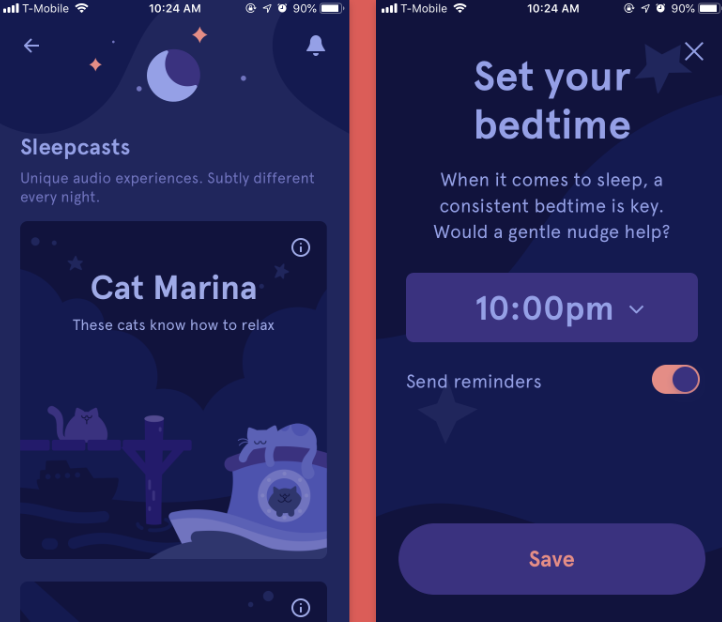 T-Mobile 10:24 AM 90%
Sleepcasts
Unique audio experiences. Subtly different
every night.
Cat Marina
These cats know how to relax
T-Mobile 10:24 AM 90%
Set your
bedtime
When it comes to sleep, a
consistent bedtime is key.
Would a gentle nudge help?
10:00pm
Send reminders
Save